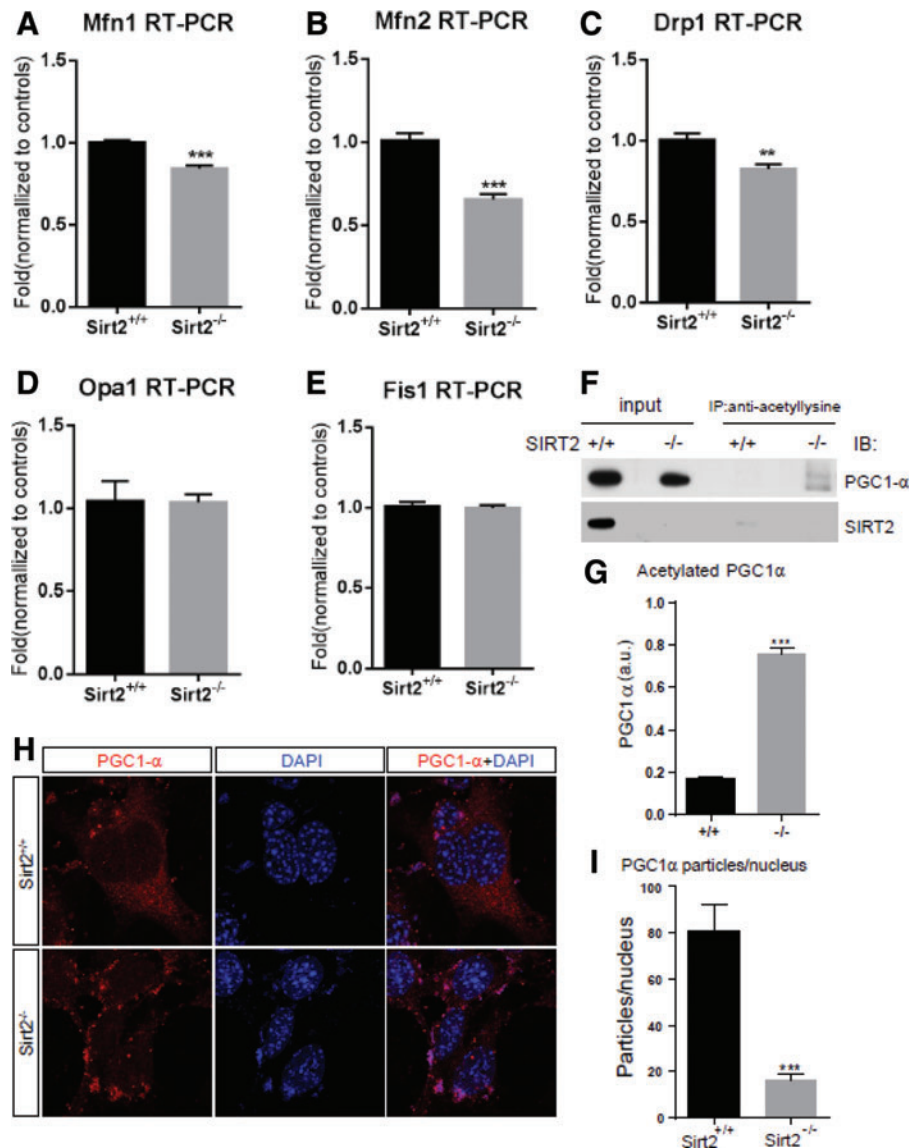 A
Mfn1 RT-PCR
Fold(normallized to controls)
1.5
1.0
0.5
0.0
***
Sirt2+/+ Sirt2-/-
B
Mfn2 RT-PCR
Fold(normallized to controls)
1.5
1.0
0.5
0.0
***
Sirt2+/+ Sirt2-/-
C
Drp1 RT-PCR
Fold(normallized to controls)
1.5
1.0
0.5
0.0
**
Sirt2+/+ Sirt2-/-
D
Opa1 RT-PCR
Fold(normallized to controls)
1.5
1.0
0.5
0.0
Sirt2+/+ Sirt2-/-
E
Fis1 RT-PCR
Fold(normallized to controls)
1.5
1.0
0.5
0.0
Sirt2+/+ Sirt2-/-
F
input IP:anti-acetyllysine
SIRT2 +/+ -/- +/+ -/- IB:
PGC1-α
SIRT2
G
Acetylated PGC1α
PGC1 α (a.u.)
1.0
0.8
0.6
0.4
0.2
0.0
***
+/+ -/-
H
PGC1-α DAPI PGC1-α+DAPI
Sirt2+/+
Sirt2-/-
I
PGC1α particles/nucleus
Particles/nucleus
100
80
60
40
20
0
***
Sirt2+/+ Sirt2-/-